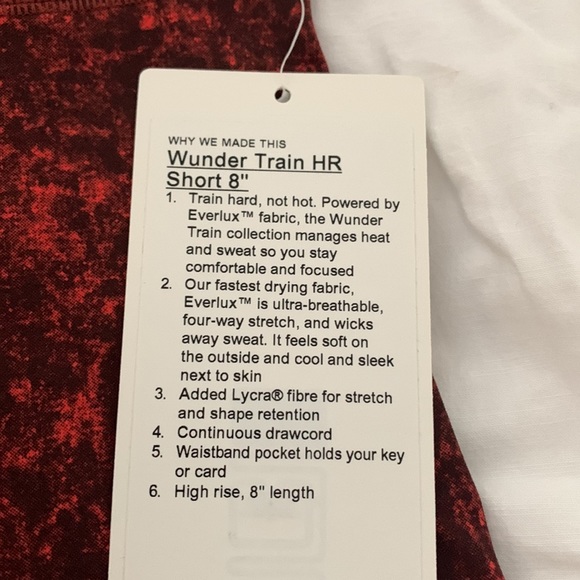 WHY WE MADE THIS
Wunder Train HR
Short 8"
1. Train hard, not hot. Powered by
Everlux™ fabric, the Wunder
Train collection manages heat
and sweat so you stay
comfortable and focused
2. Our fastest drying fabric,
Everlux™ is ultra-breathable,
four-way stretch, and wicks
away sweat. It feels soft on
the outside and cool and sleek
next to skin
3. Added Lycra® fibre for stretch
and shape retention
4. Continuous drawcord
5. Waistband pocket holds your key
or card
6. High rise, 8" length